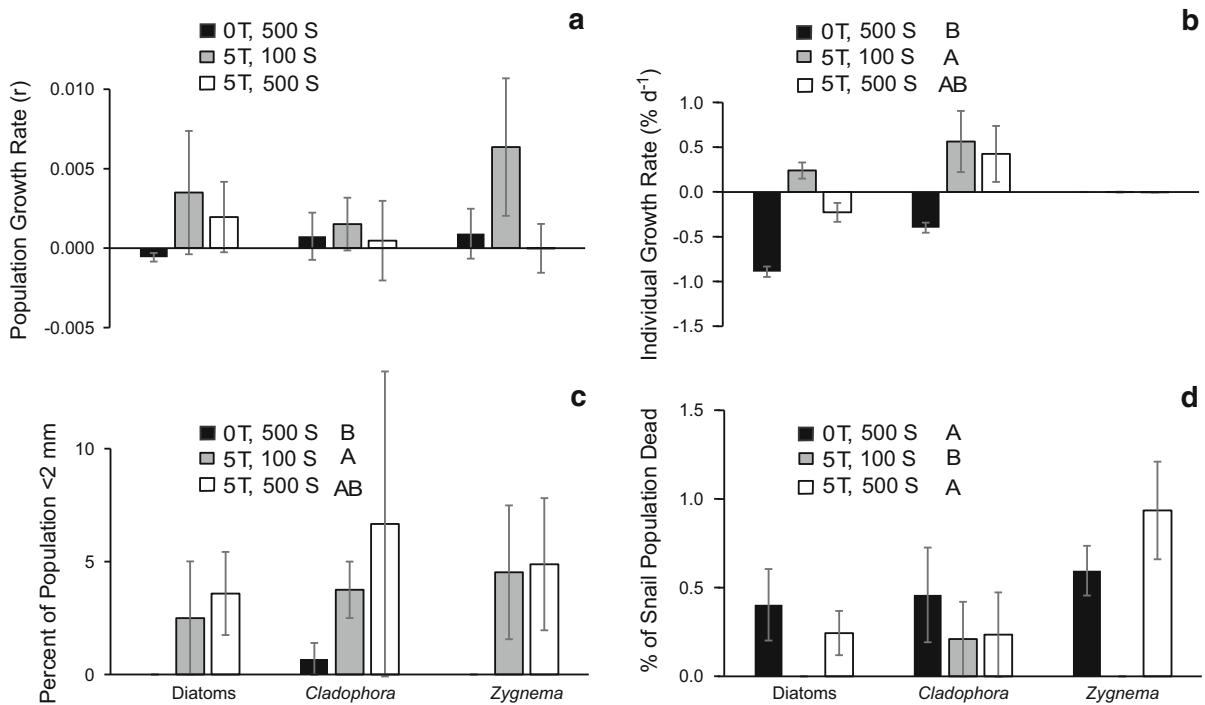 a
0T, 500 S
5T, 100 S
5T, 500 S
Population Growth Rate (r)
0.010
0.005
0.000
-0.005
b
0T, 500 S B
5T, 100 S A
5T, 500 S AB
Individual Growth Rate (% d-1)
1.0
0.5
0.0
-0.5
-1.0
-1.5
c
0T, 500 S B
5T, 100 S A
5T, 500 S AB
Percent of Population <2 mm
10
5
0
Diatoms Cladophora Zygnema
d
0T, 500 S A
5T, 100 S B
5T, 500 S A
% of Snail Population Dead
1.5
1.0
0.5
0.0
Diatoms Cladophora Zygnema